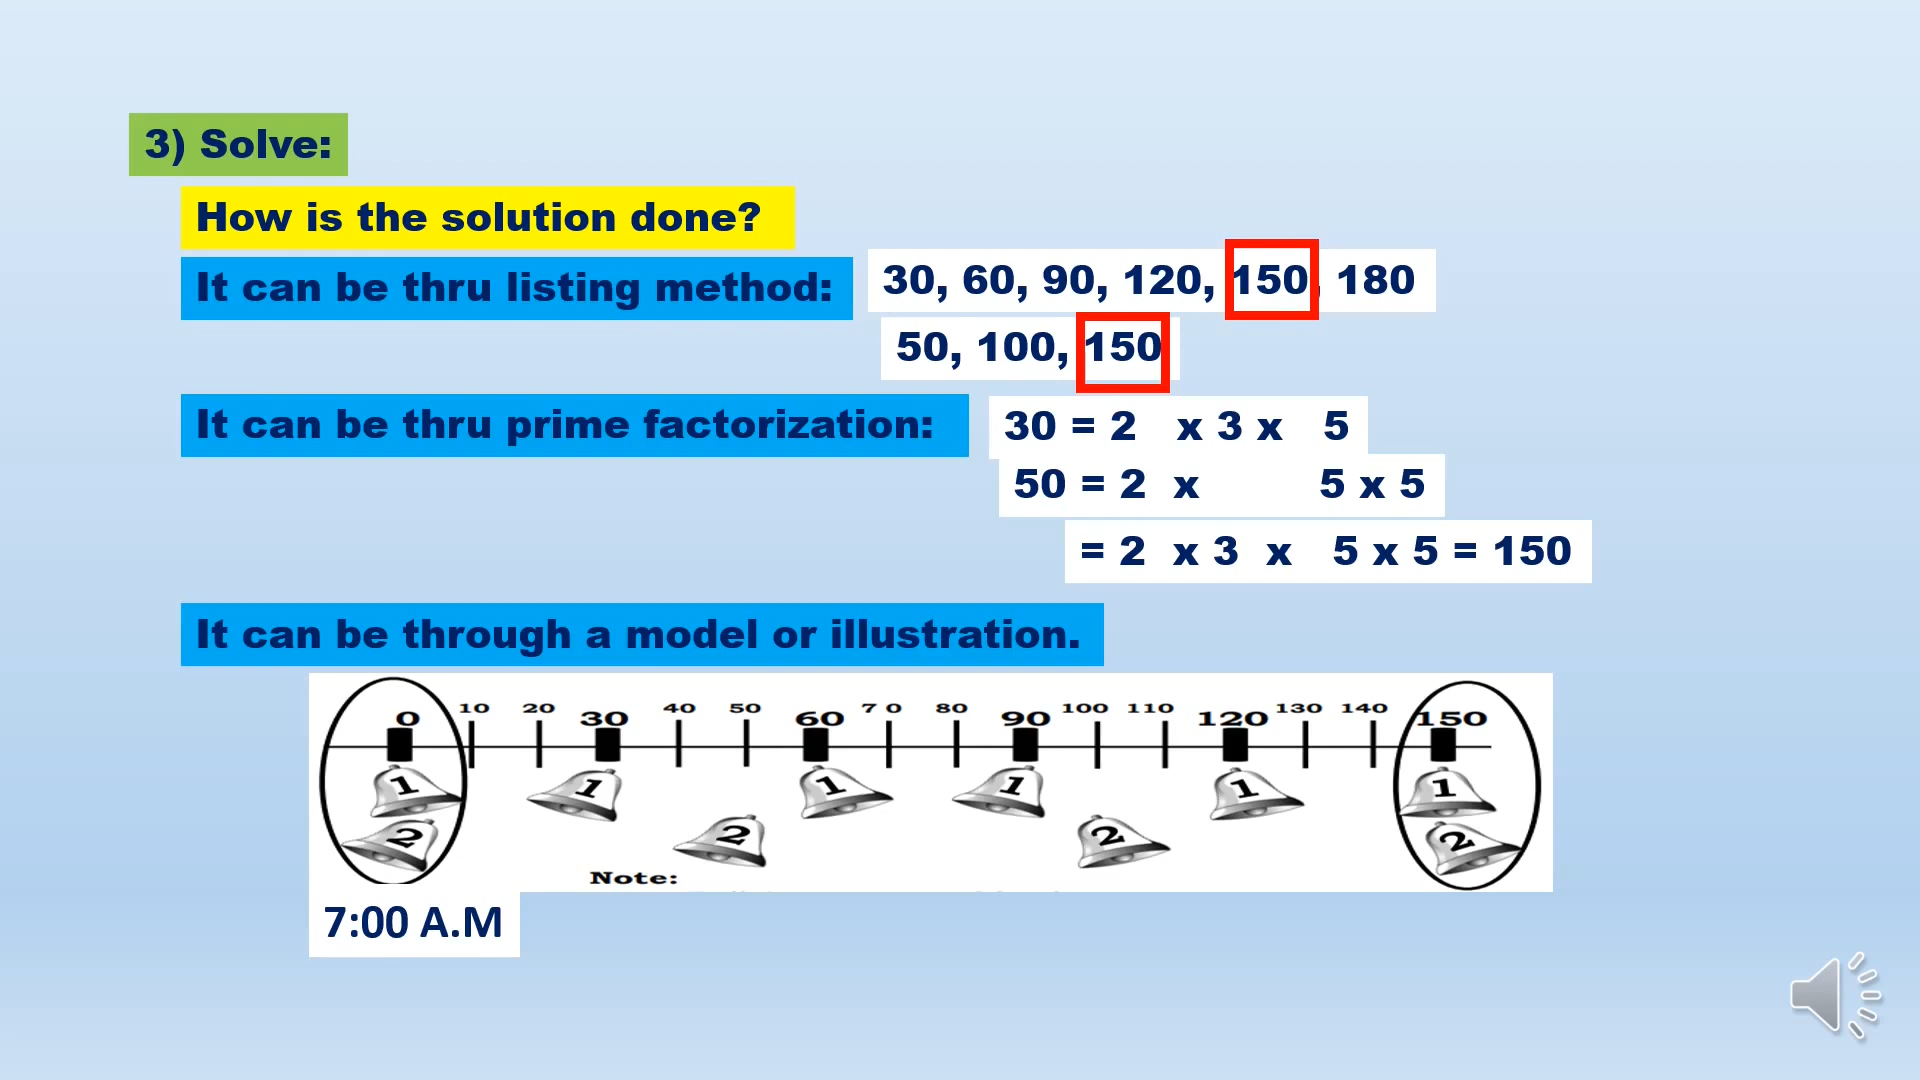 3) Solve:
How is the solution done?
It can be thru listing method: 30, 60, 90, 120, 150, 180
50, 100, 150
It can be thru prime factorization: 30 = 2 x 3 x 5
50 = 2 x 5 x 5
= 2 x 3 x 5 x 5 = 150
It can be through a model or illustration.
0 10 20 30 40 50 60 70 80 90 100 110 120 130 140 150
1 1 1 1 1 1
2 2 2 2
Note:
7:00 A.M